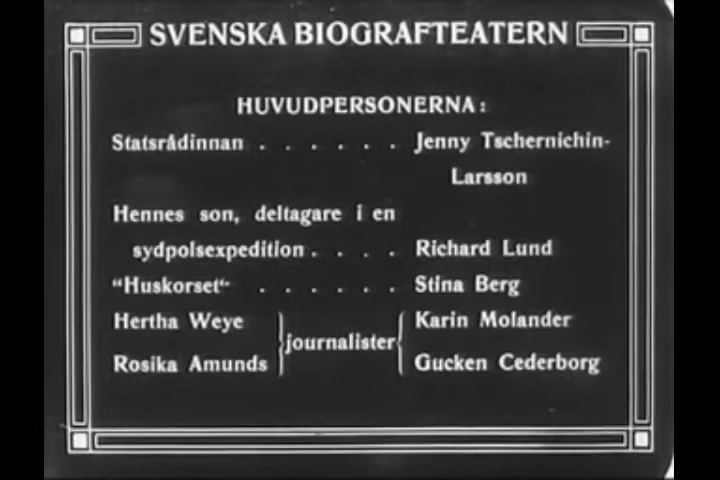 SVENSKA BIOGRAFTEATERN
HUVUDPERSONERNA:
Statsrådinnan . . . . . . Jenny Tschernichin-
Larsson
Hennes son, deltagare i en
sydpolsexpedition . . . . Richard Lund
"Huskorset" . . . . . . Stina Berg
Hertha Weye } journalister { Karin Molander
Rosika Amunds Gucken Cederborg